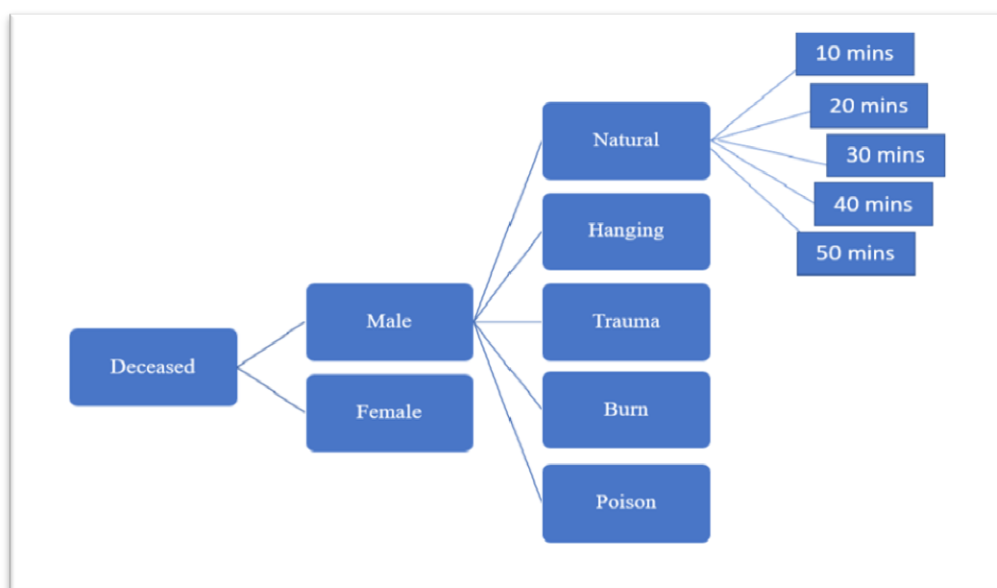 Deceased
Male
Female
Natural
Hanging
Trauma
Burn
Poison
10 mins
20 mins
30 mins
40 mins
50 mins